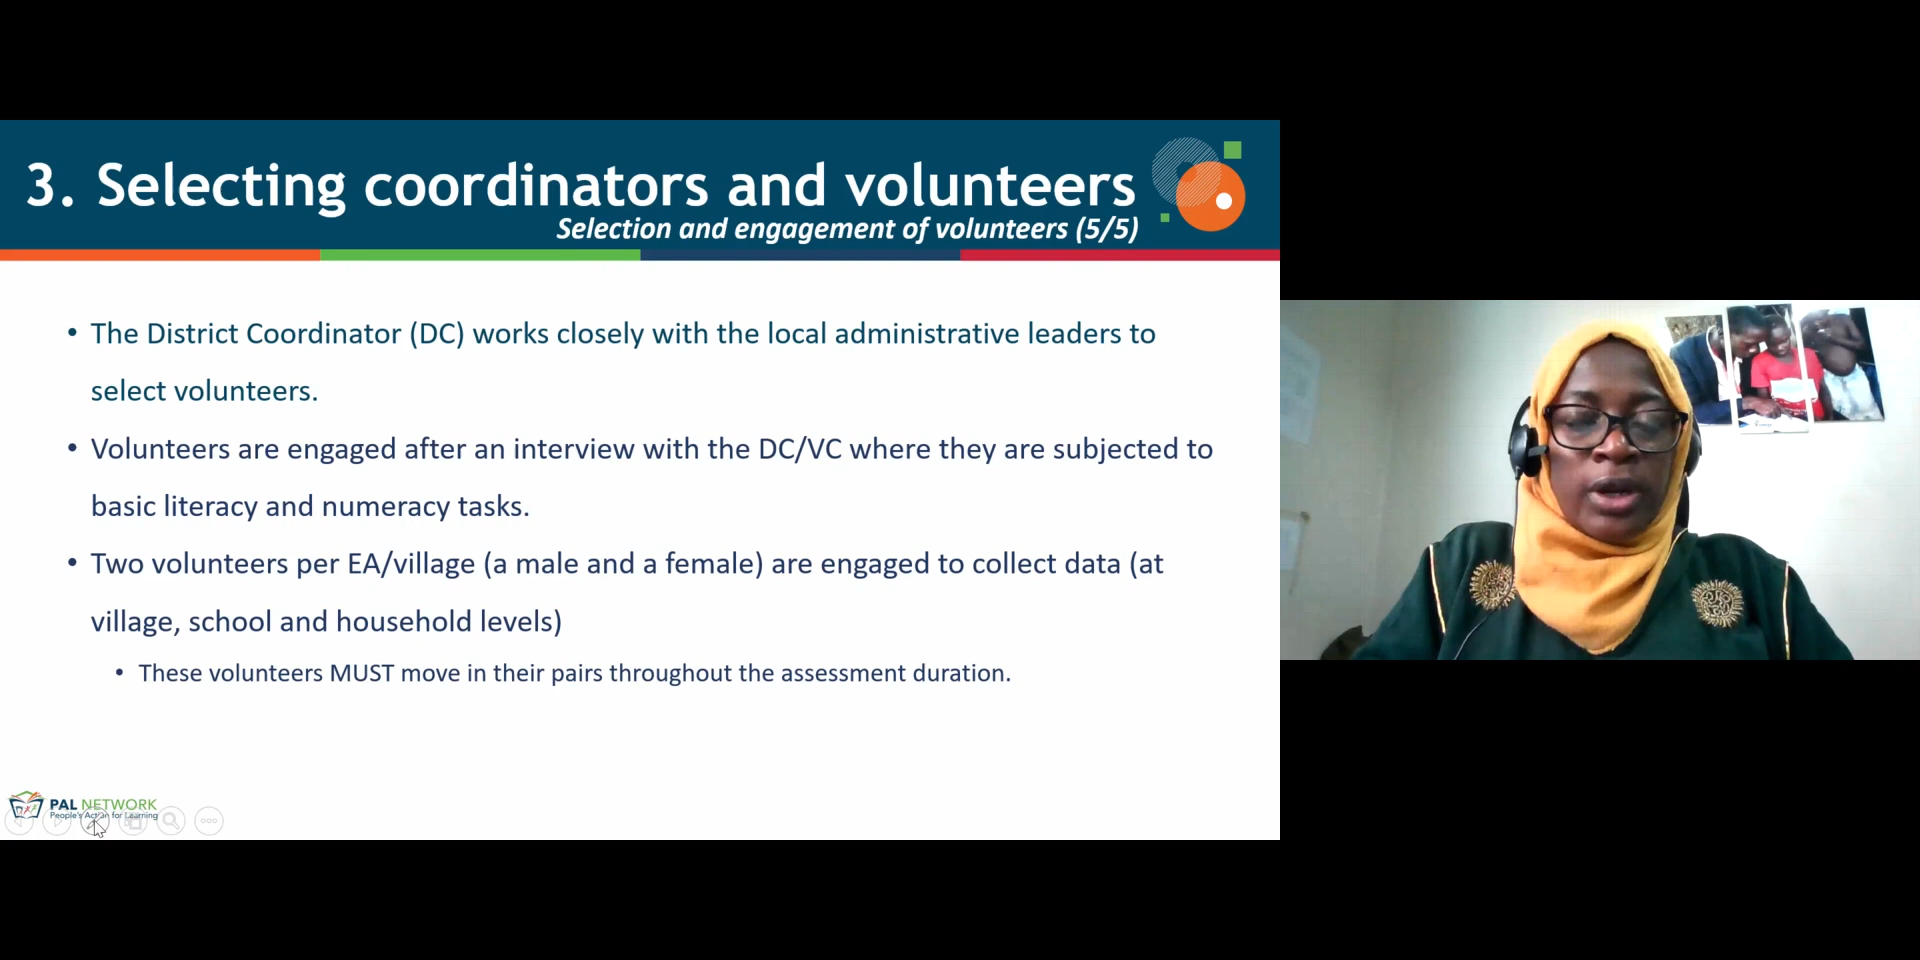 3. Selecting coordinators and volunteers
Selection and engagement of volunteers (5/5)
• The District Coordinator (DC) works closely with the local administrative leaders to
select volunteers.
• Volunteers are engaged after an interview with the DC/VC where they are subjected to
basic literacy and numeracy tasks.
• Two volunteers per EA/village (a male and a female) are engaged to collect data (at
village, school and household levels)
• These volunteers MUST move in their pairs throughout the assessment duration.
PAL NETWORK
People's Action for Learning